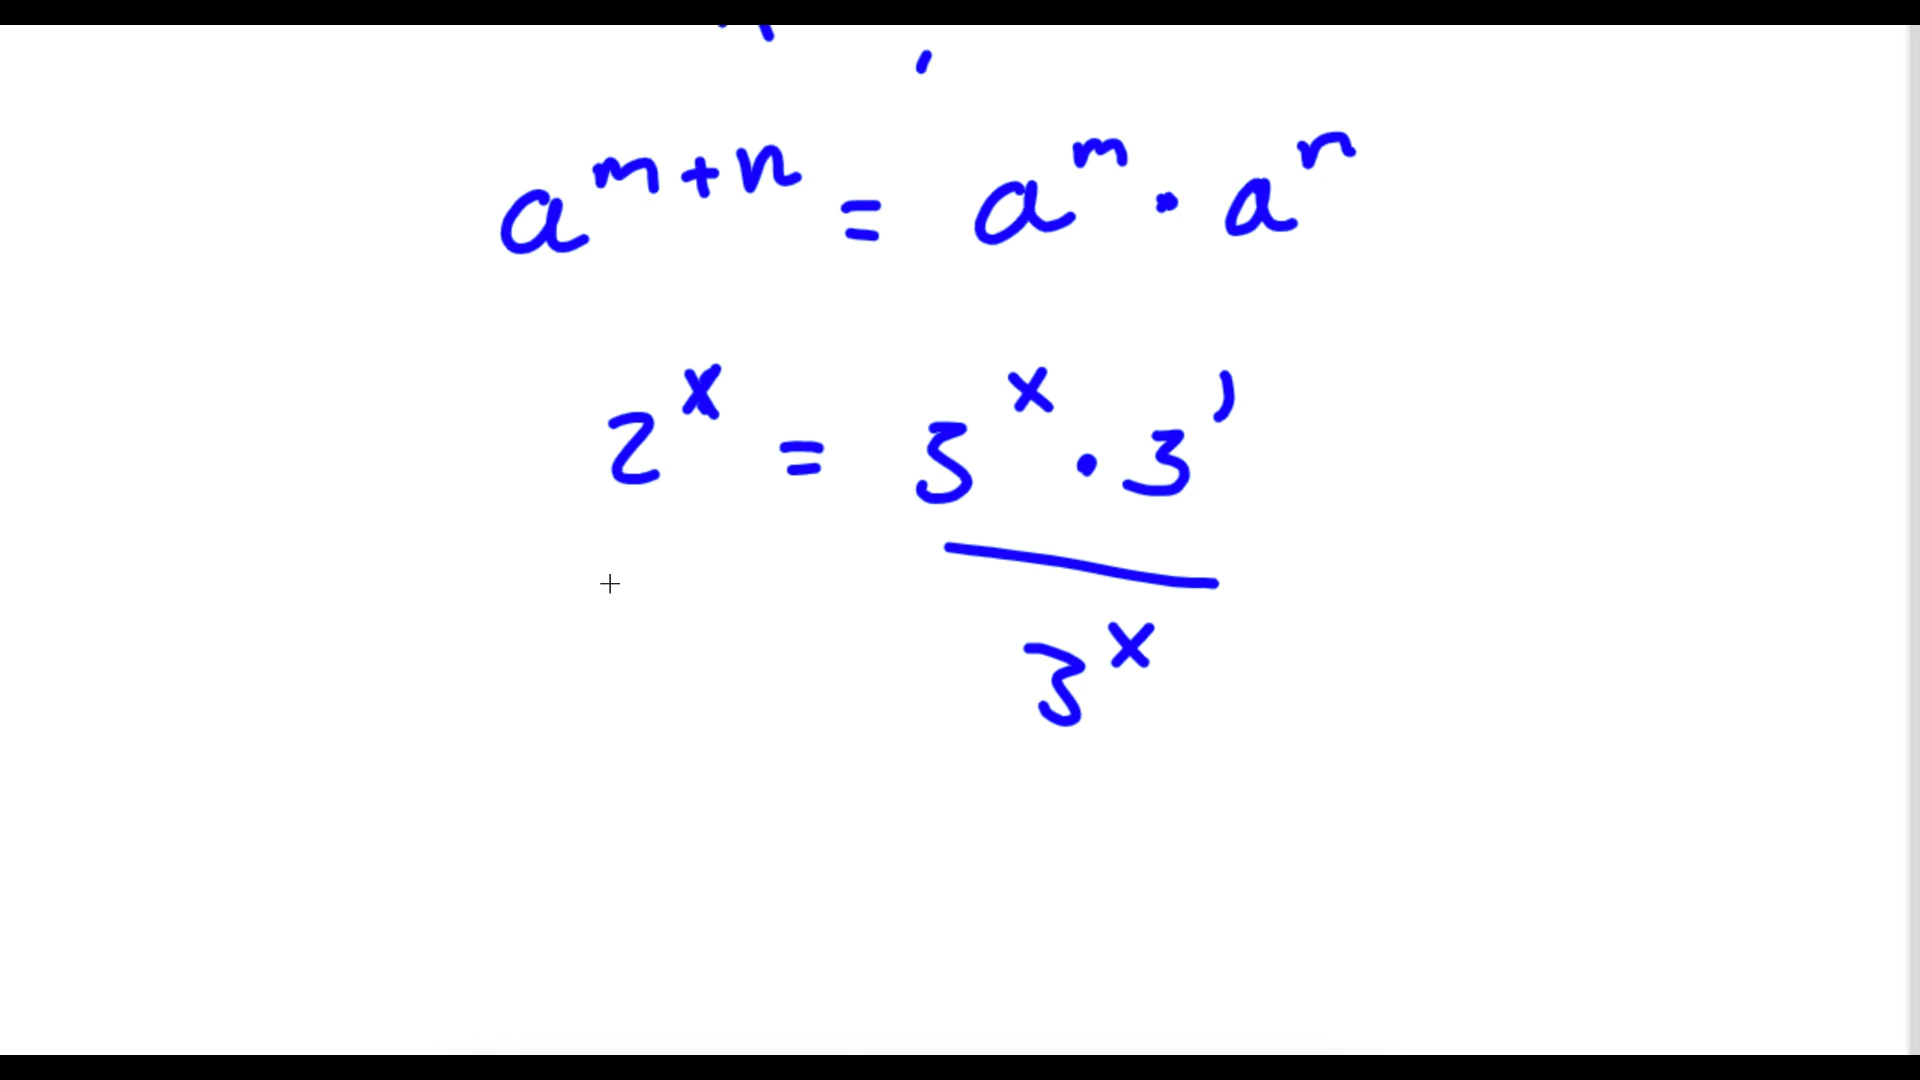 a^{m+n} = a^m · a^n
2^x = 3^x · 3^1
3^x